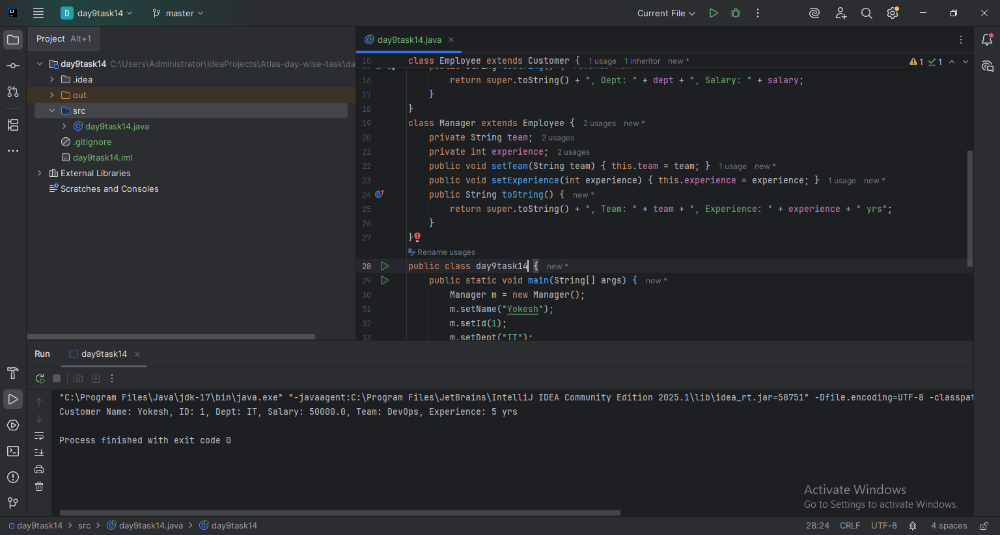 day9task14
master
Current File
Project Alt+1
day9task14.java
day9task14 C:\Users\Administrator\IdeaProjects\Atlas-day-wise-task\da
.idea
out
src
day9task14.java
.gitignore
day9task14.iml
External Libraries
Scratches and Consoles
10 class Employee extends Customer { 1 usage 1 inheritor new *
1 1
16 return super.toString() + ", Dept: " + dept + ", Salary: " + salary;
17 }
18 }
19 class Manager extends Employee { 2 usages new *
20 private String team; 2 usages
21 private int experience; 2 usages
22 public void setTeam(String team) { this.team = team; } 1 usage new *
23 public void setExperience(int experience) { this.experience = experience; } 1 usage new *
24 public String toString() { new *
25 return super.toString() + ", Team: " + team + ", Experience: " + experience + " yrs";
26 }
27 }
Rename usages
28 public class day9task14 { new *
29 public static void main(String[] args) { new *
30 Manager m = new Manager();
31 m.setName("Yokesh");
32 m.setId(1);
33 m.setDept("IT");
Run day9task14
"C:\Program Files\Java\jdk-17\bin\java.exe" "-javaagent:C:\Program Files\JetBrains\IntelliJ IDEA Community Edition 2025.1\lib\idea_rt.jar=58751" -Dfile.encoding=UTF-8 -classpat
Customer Name: Yokesh, ID: 1, Dept: IT, Salary: 50000.0, Team: DevOps, Experience: 5 yrs
Process finished with exit code 0
Activate Windows
Go to Settings to activate Windows.
day9task14 > src > day9task14.java > day9task14
28:24 CRLF UTF-8 4 spaces